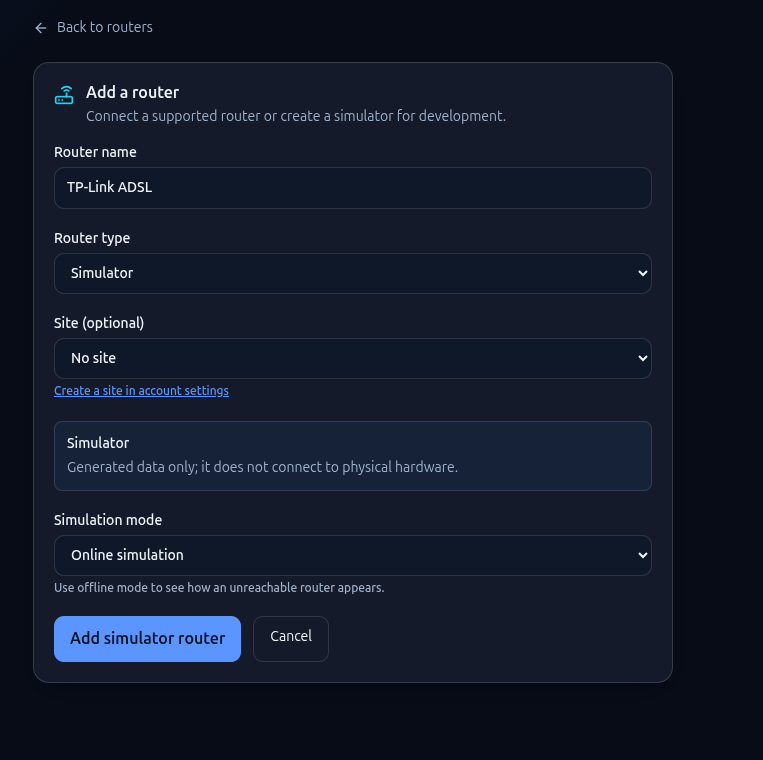 Back to routers
Add a router
Connect a supported router or create a simulator for development.
Router name
TP-Link ADSL
Router type
Simulator
Site (optional)
No site
Create a site in account settings
Simulator
Generated data only; it does not connect to physical hardware.
Simulation mode
Online simulation
Use offline mode to see how an unreachable router appears.
Add simulator router
Cancel